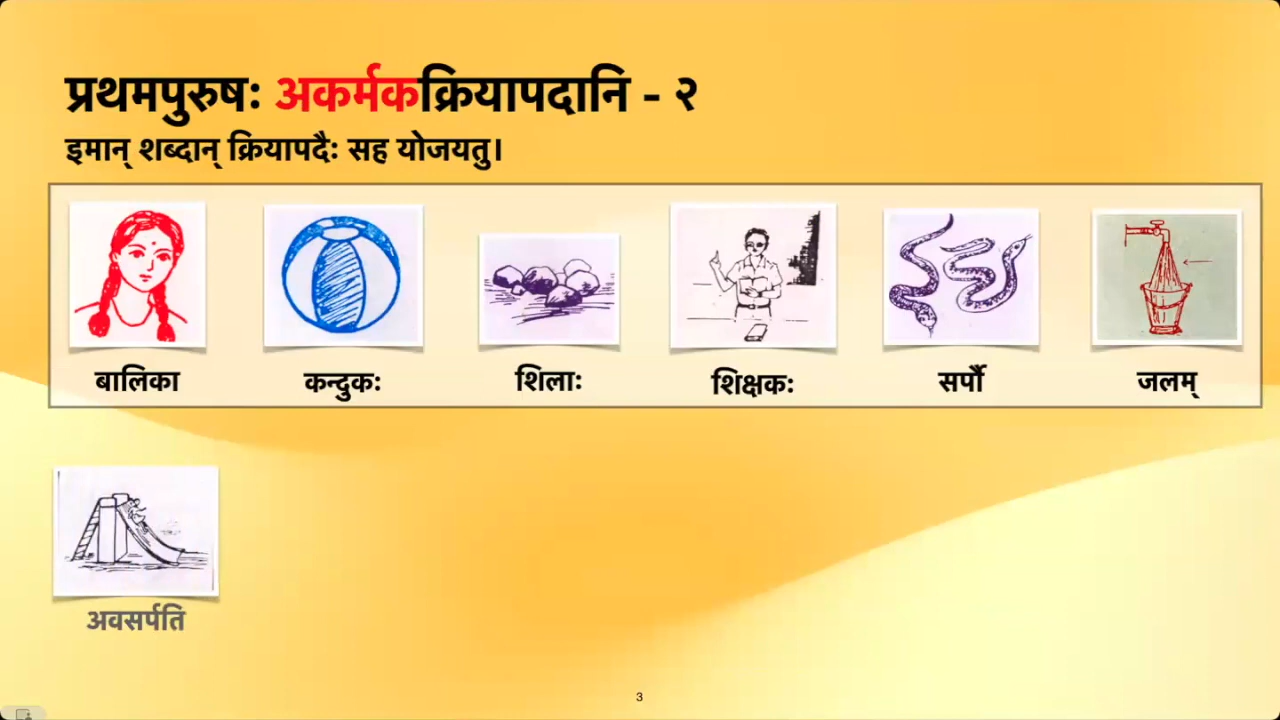 प्रथमपुरुषः अकर्मकक्रियापदानि - २
इमान् शब्दान् क्रियापदैः सह योजयतु।
बालिका
कन्दुकः
शिलाः
शिक्षकः
सर्पौ
जलम्
अवसर्पति
3